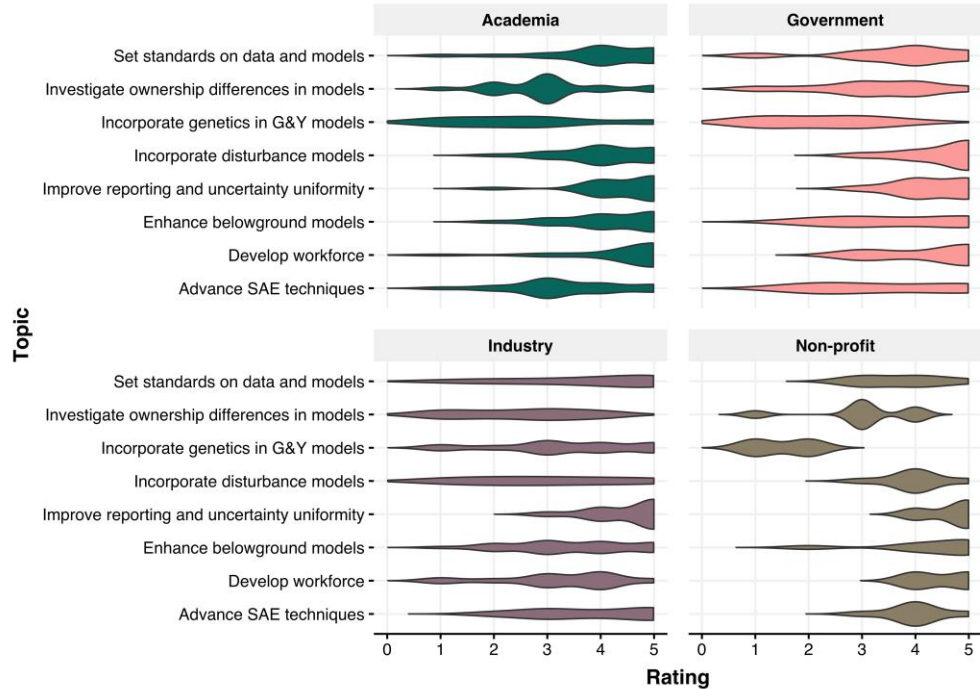 Academia
Government
Set standards on data and models
Investigate ownership differences in models
Incorporate genetics in G&Y models
Incorporate disturbance models
Improve reporting and uncertainty uniformity
Enhance belowground models
Develop workforce
Advance SAE techniques
Topic
Industry
Non-profit
Set standards on data and models
Investigate ownership differences in models
Incorporate genetics in G&Y models
Incorporate disturbance models
Improve reporting and uncertainty uniformity
Enhance belowground models
Develop workforce
Advance SAE techniques
0 1 2 3 4 5
0 1 2 3 4 5
Rating